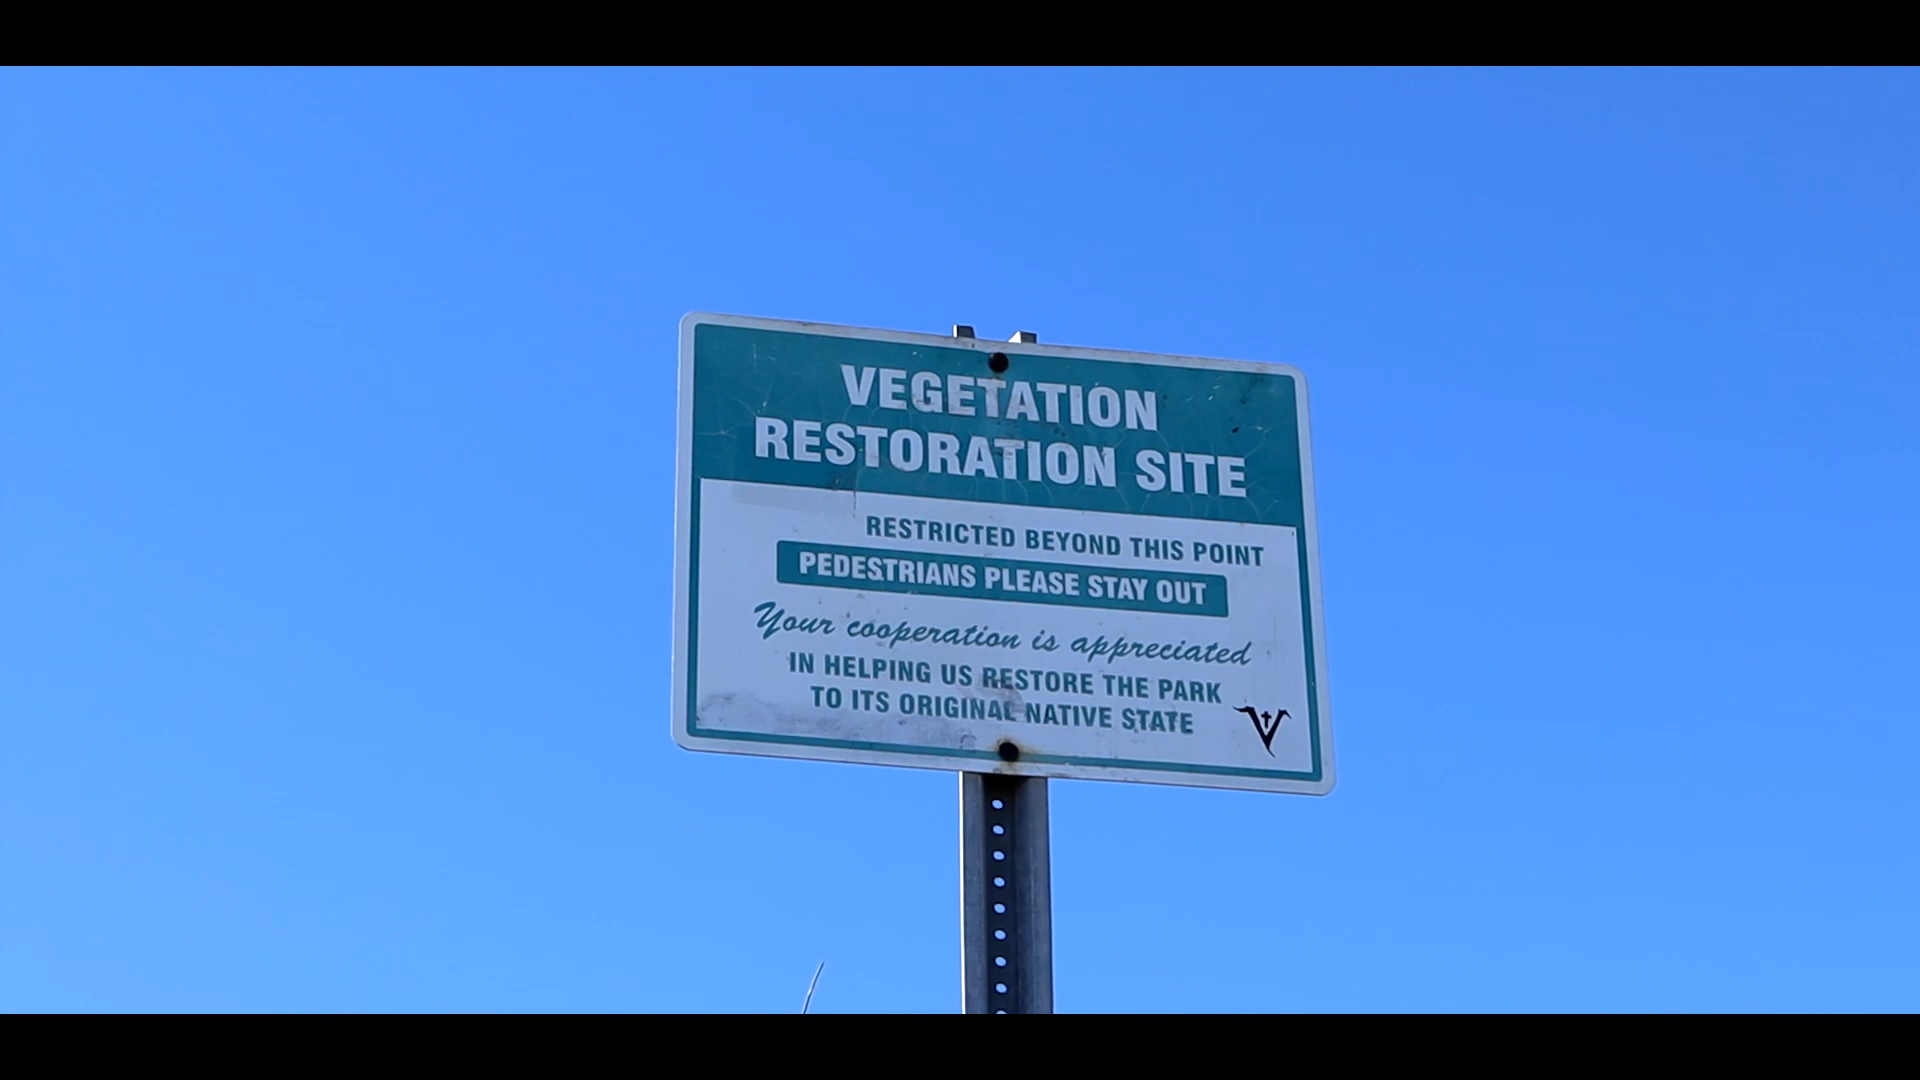 VEGETATION
RESTORATION SITE
RESTRICTED BEYOND THIS POINT
PEDESTRIANS PLEASE STAY OUT
Your cooperation is appreciated
IN HELPING US RESTORE THE PARK
TO ITS ORIGINAL NATIVE STATE
V